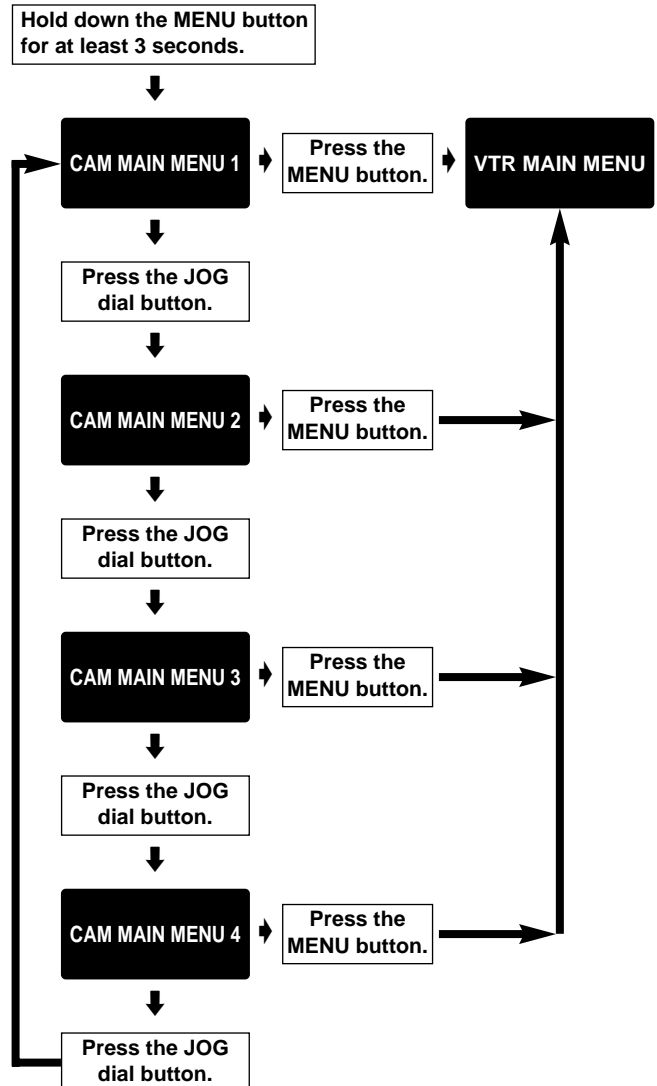 Hold down the MENU button
for at least 3 seconds.
CAM MAIN MENU 1
Press the
MENU button.
VTR MAIN MENU
Press the JOG
dial button.
CAM MAIN MENU 2
Press the
MENU button.
Press the JOG
dial button.
CAM MAIN MENU 3
Press the
MENU button.
Press the JOG
dial button.
CAM MAIN MENU 4
Press the
MENU button.
Press the JOG
dial button.